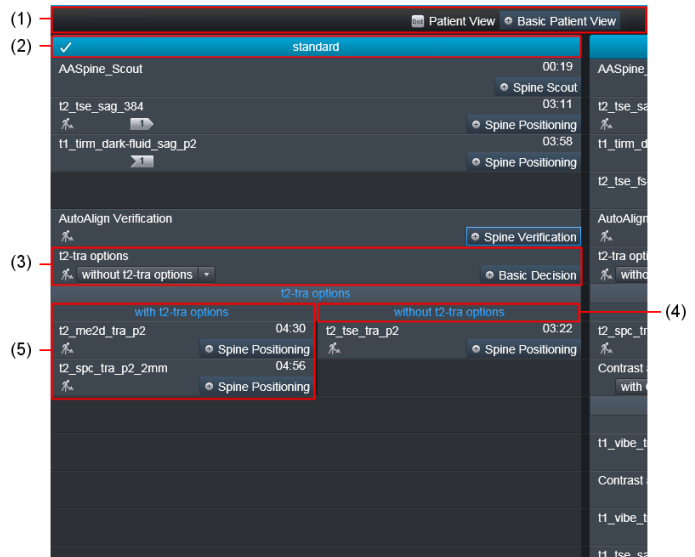 (1)
Dot Patient View Basic Patient View
(2)
standard
AASpine_Scout 00:19 AASpine_
Spine Scout
t2_tse_sag_384 03:11 t2_tse_sa
1 Spine Positioning
t1_tirm_dark-fluid_sag_p2 03:58 t1_tirm_d
1 Spine Positioning
t2_tse_fs
AutoAlign Verification AutoAlign
Spine Verification
(3)
t2-tra options t2-tra opti
without t2-tra options Basic Decision witho
t2-tra options
with t2-tra options without t2-tra options
(4)
t2_me2d_tra_p2 04:30 t2_tse_tra_p2 03:22 t2_spc_tr
(5)
Spine Positioning Spine Positioning
t2_spc_tra_p2_2mm 04:56 Contrast
Spine Positioning with
t1_vibe_t
Contrast
t1_vibe_t
t1_tse_sa